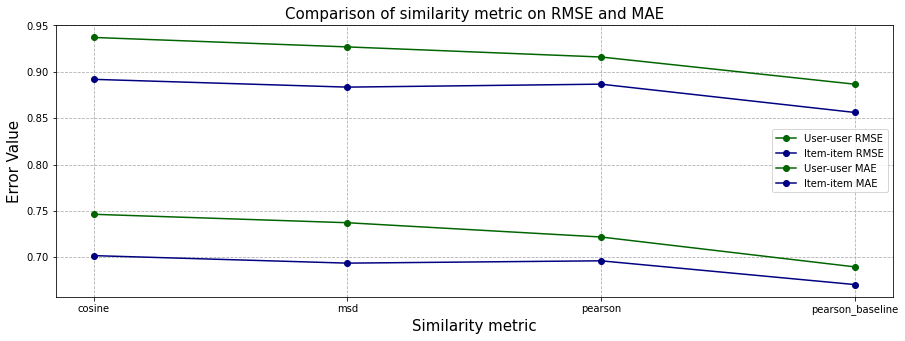 Comparison of similarity metric on RMSE and MAE
Error Value
0.95
0.90
0.85
0.80
0.75
0.70
User-user RMSE
Item-item RMSE
User-user MAE
Item-item MAE
cosine
msd
pearson
pearson_baseline
Similarity metric